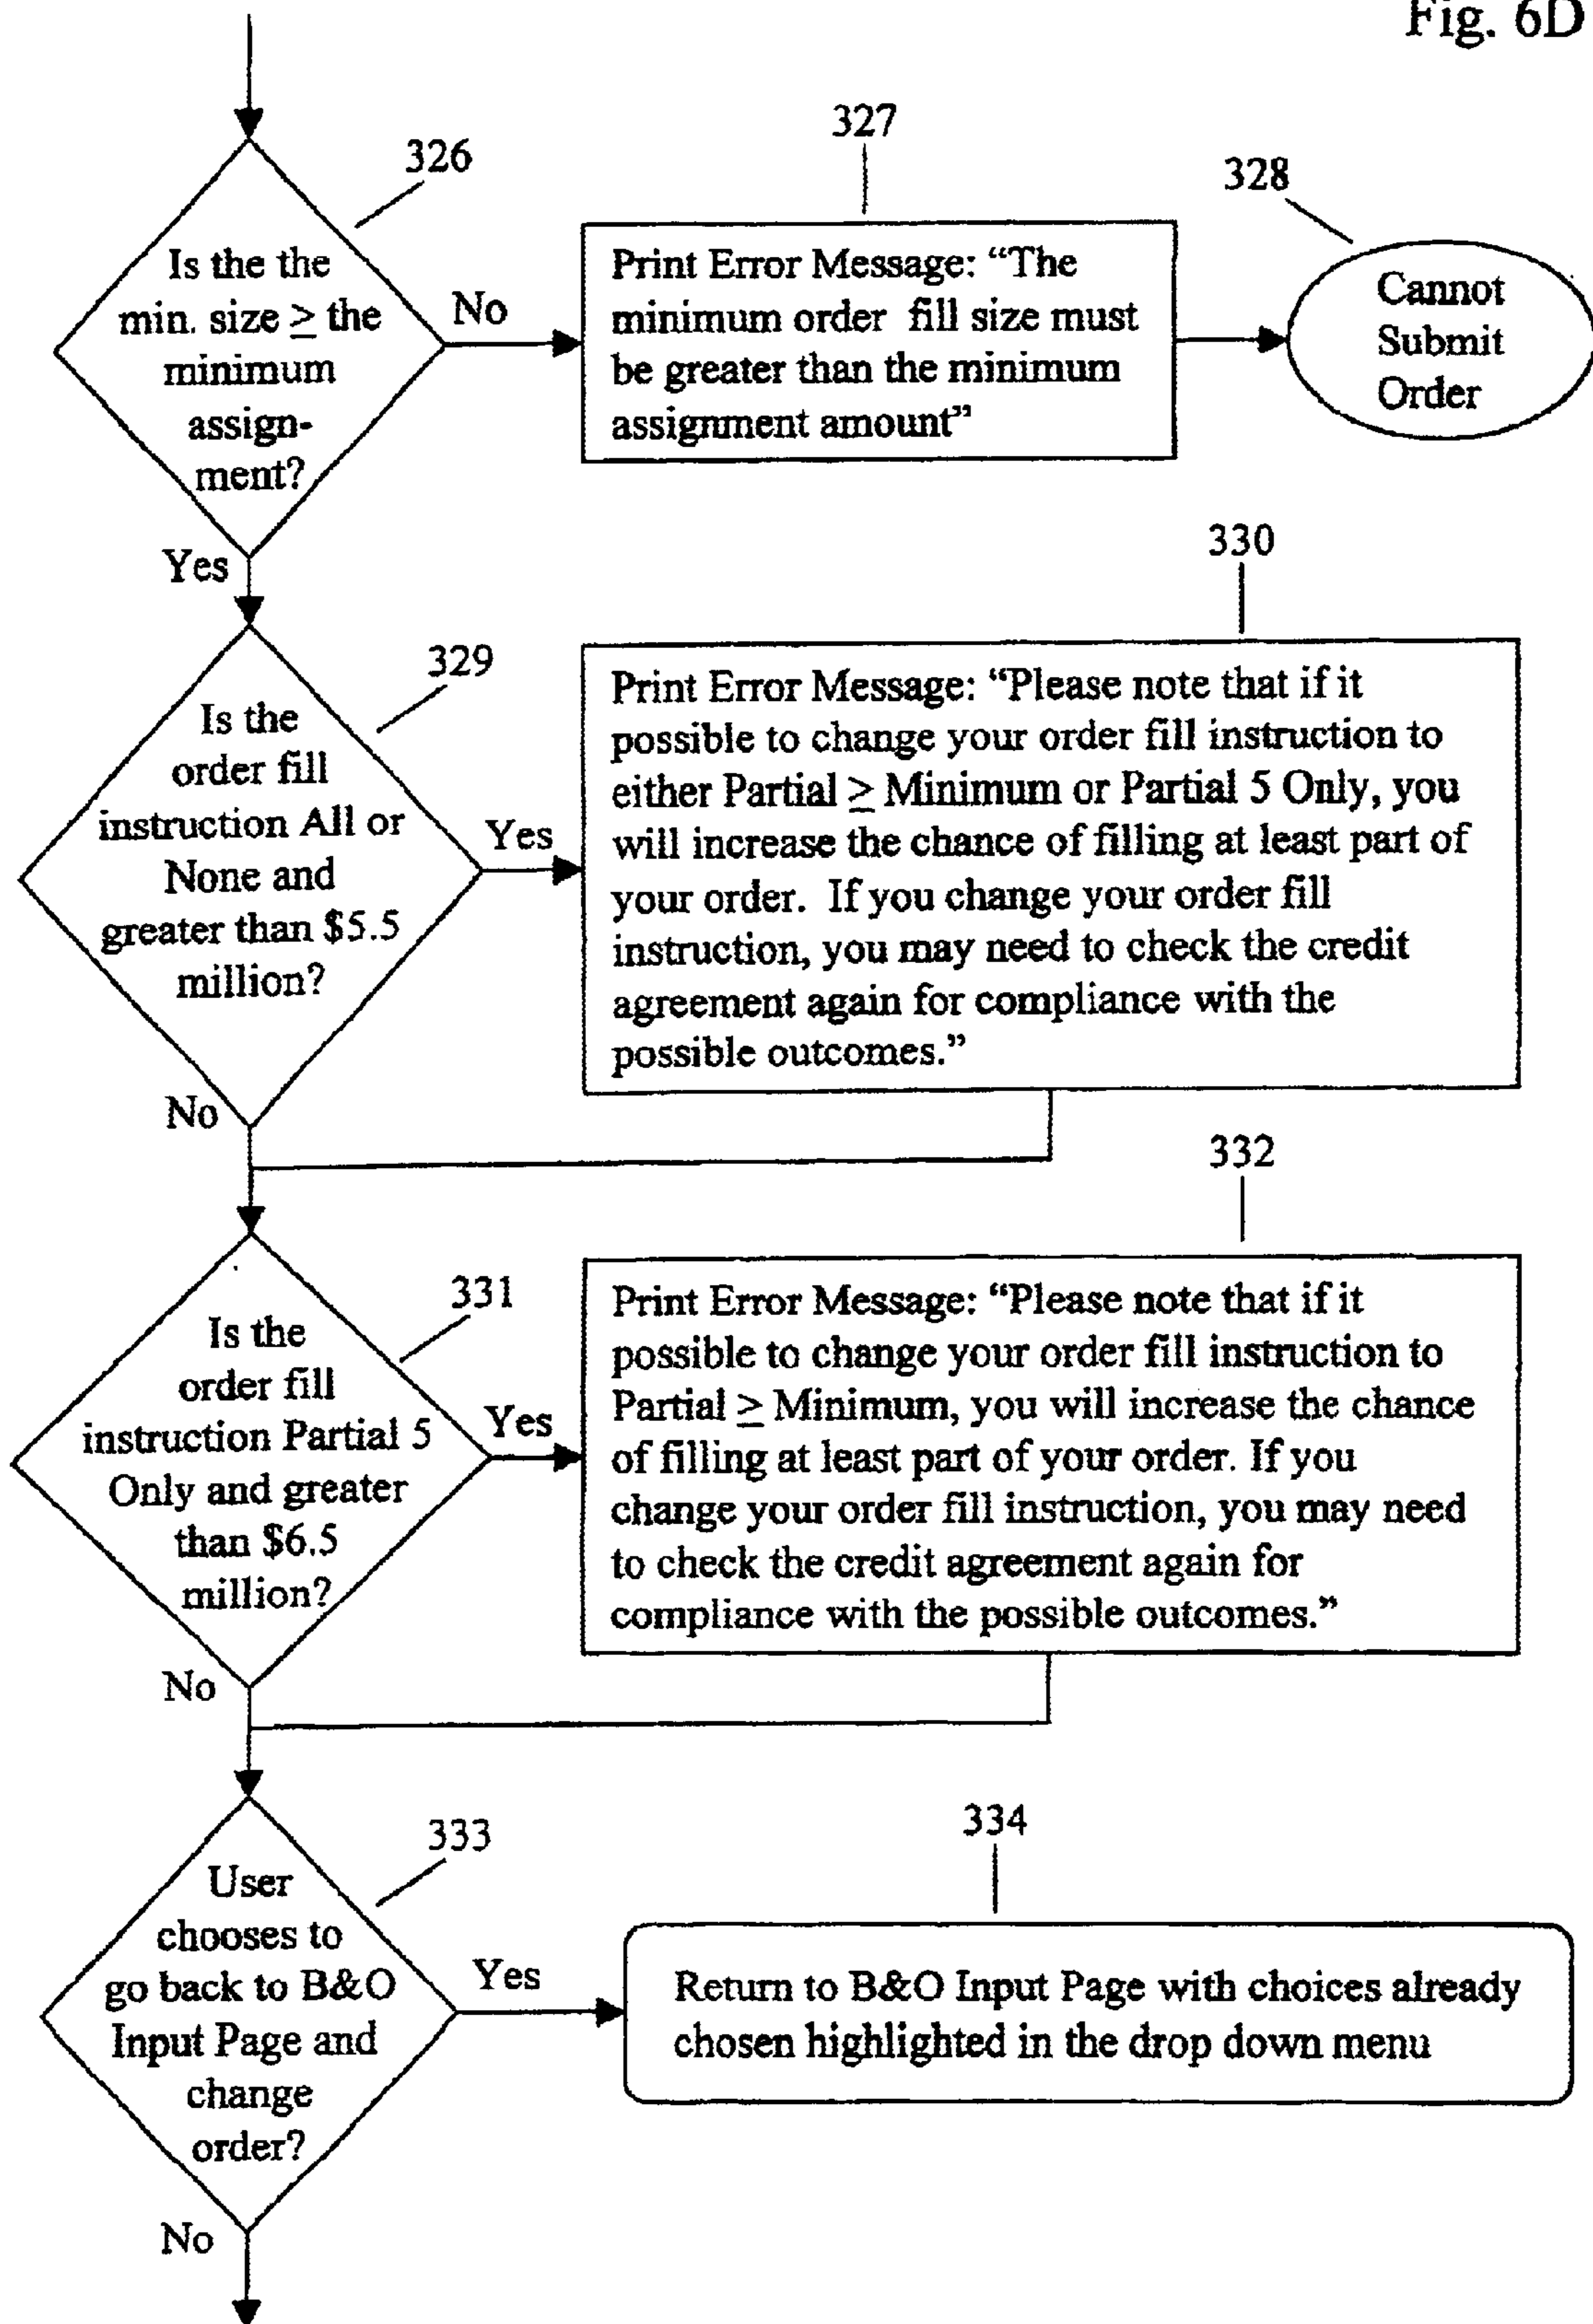 Fig. 6D
326
Is the the
min. size ≥ the
minimum
assign-
ment?
No
Yes
327
Print Error Message: “The
minimum order fill size must
be greater than the minimum
assignment amount”
328
Cannot
Submit
Order
329
Is the
order fill
instruction All or
None and
greater than $5.5
million?
Yes
No
330
Print Error Message: “Please note that if it
possible to change your order fill instruction to
either Partial ≥ Minimum or Partial 5 Only, you
will increase the chance of filling at least part of
your order. If you change your order fill
instruction, you may need to check the credit
agreement again for compliance with the
possible outcomes.”
331
Is the
order fill
instruction Partial 5
Only and greater
than $6.5
million?
Yes
No
332
Print Error Message: “Please note that if it
possible to change your order fill instruction to
Partial ≥ Minimum, you will increase the chance
of filling at least part of your order. If you
change your order fill instruction, you may need
to check the credit agreement again for
compliance with the possible outcomes.”
333
User
chooses to
go back to B&O
Input Page and
change
order?
Yes
No
334
Return to B&O Input Page with choices already
chosen highlighted in the drop down menu